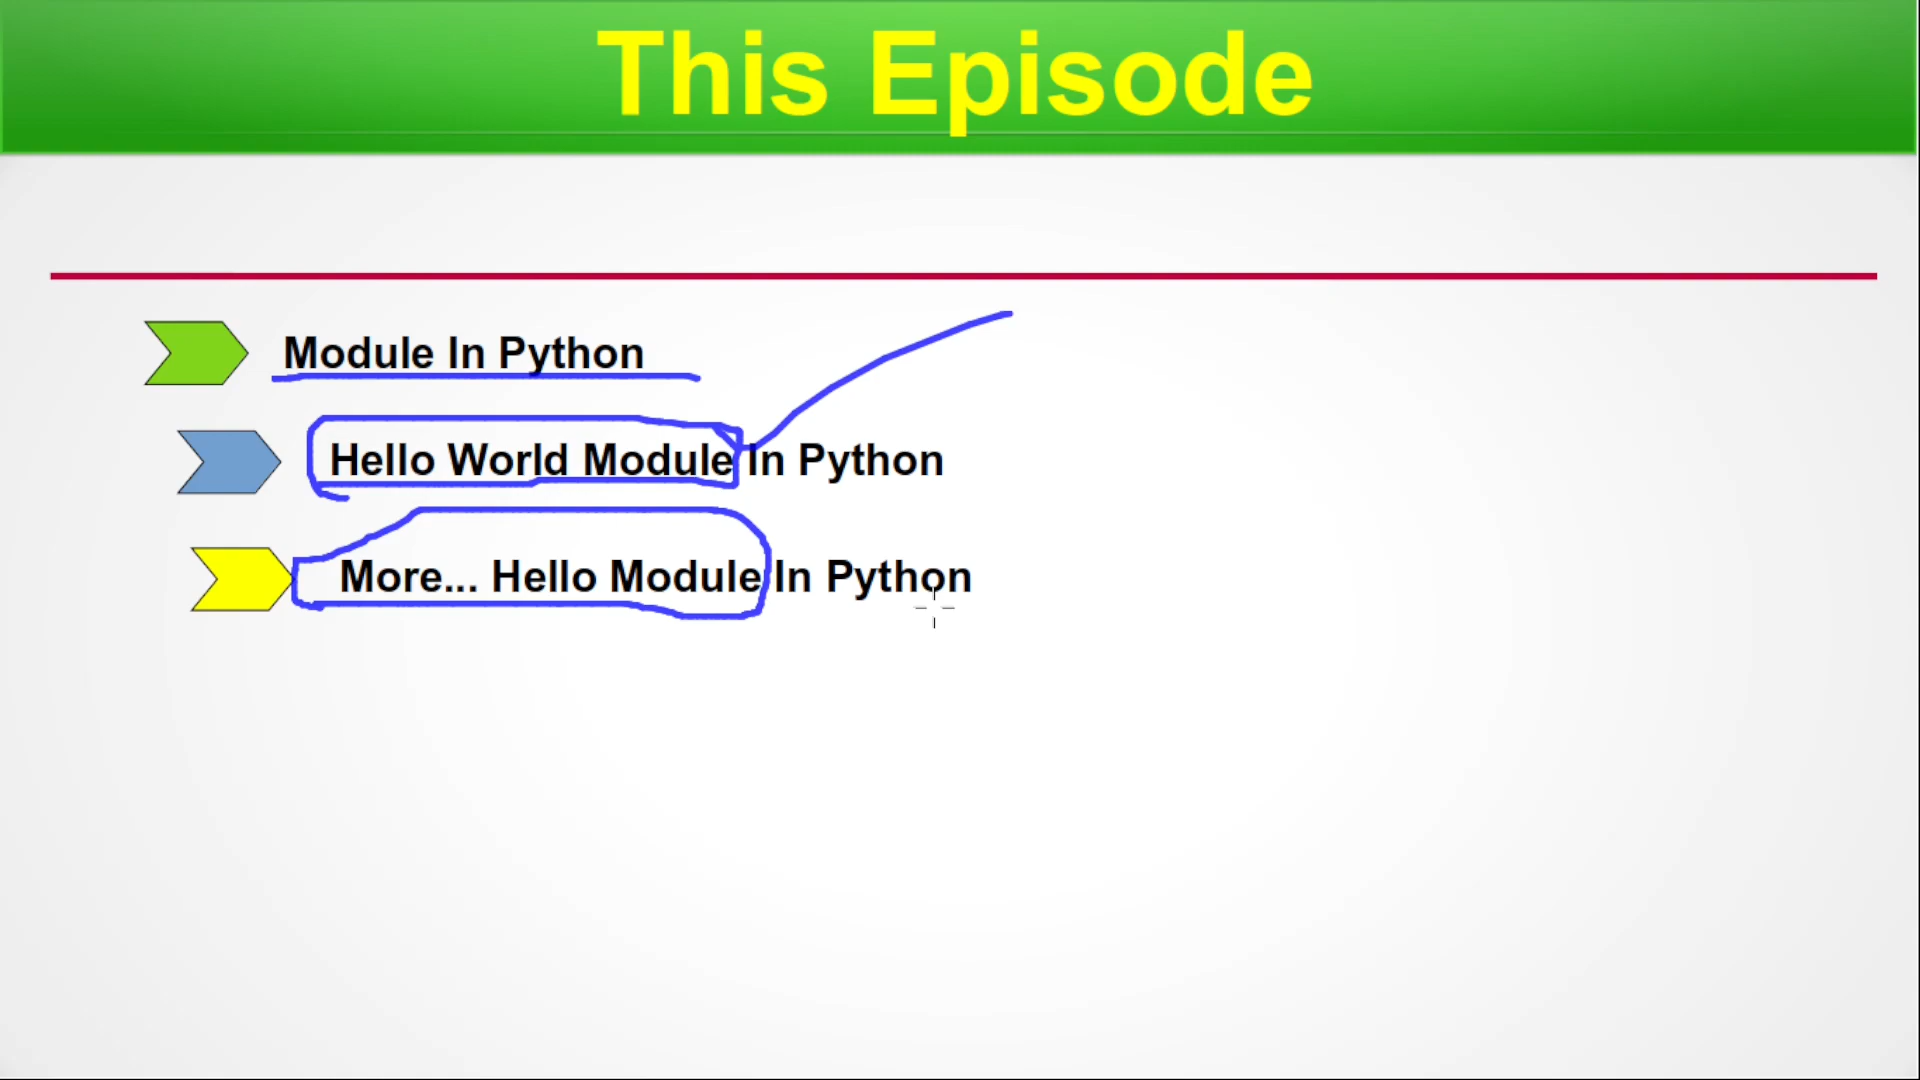 This Episode
Module In Python
Hello World Module In Python
More... Hello Module In Python